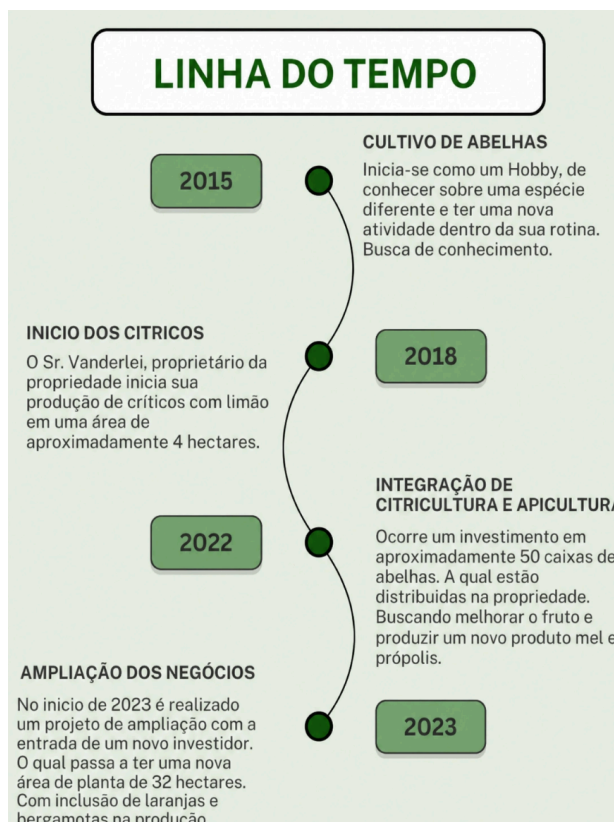 LINHA DO TEMPO
2015
CULTIVO DE ABELHAS
Inicia-se como um Hobby, de
conhecer sobre uma espécie
diferente e ter uma nova
atividade dentro da sua rotina.
Busca de conhecimento.
INICIO DOS CITRICOS
O Sr. Vanderlei, proprietário da
propriedade inicia sua
produção de críticos com limão
em uma área de
aproximadamente 4 hectares.
2018
2022
INTEGRAÇÃO DE
CITRICULTURA E APICULTURA
Ocorre um investimento em
aproximadamente 50 caixas de
abelhas. A qual estão
distribuidas na propriedade.
Buscando melhorar o fruto e
produzir um novo produto mel e
própolis.
AMPLIAÇÃO DOS NEGÓCIOS
No inicio de 2023 é realizado
um projeto de ampliação com a
entrada de um novo investidor.
O qual passa a ter uma nova
área de planta de 32 hectares.
Com inclusão de laranjas e
bergamotas na produção
2023